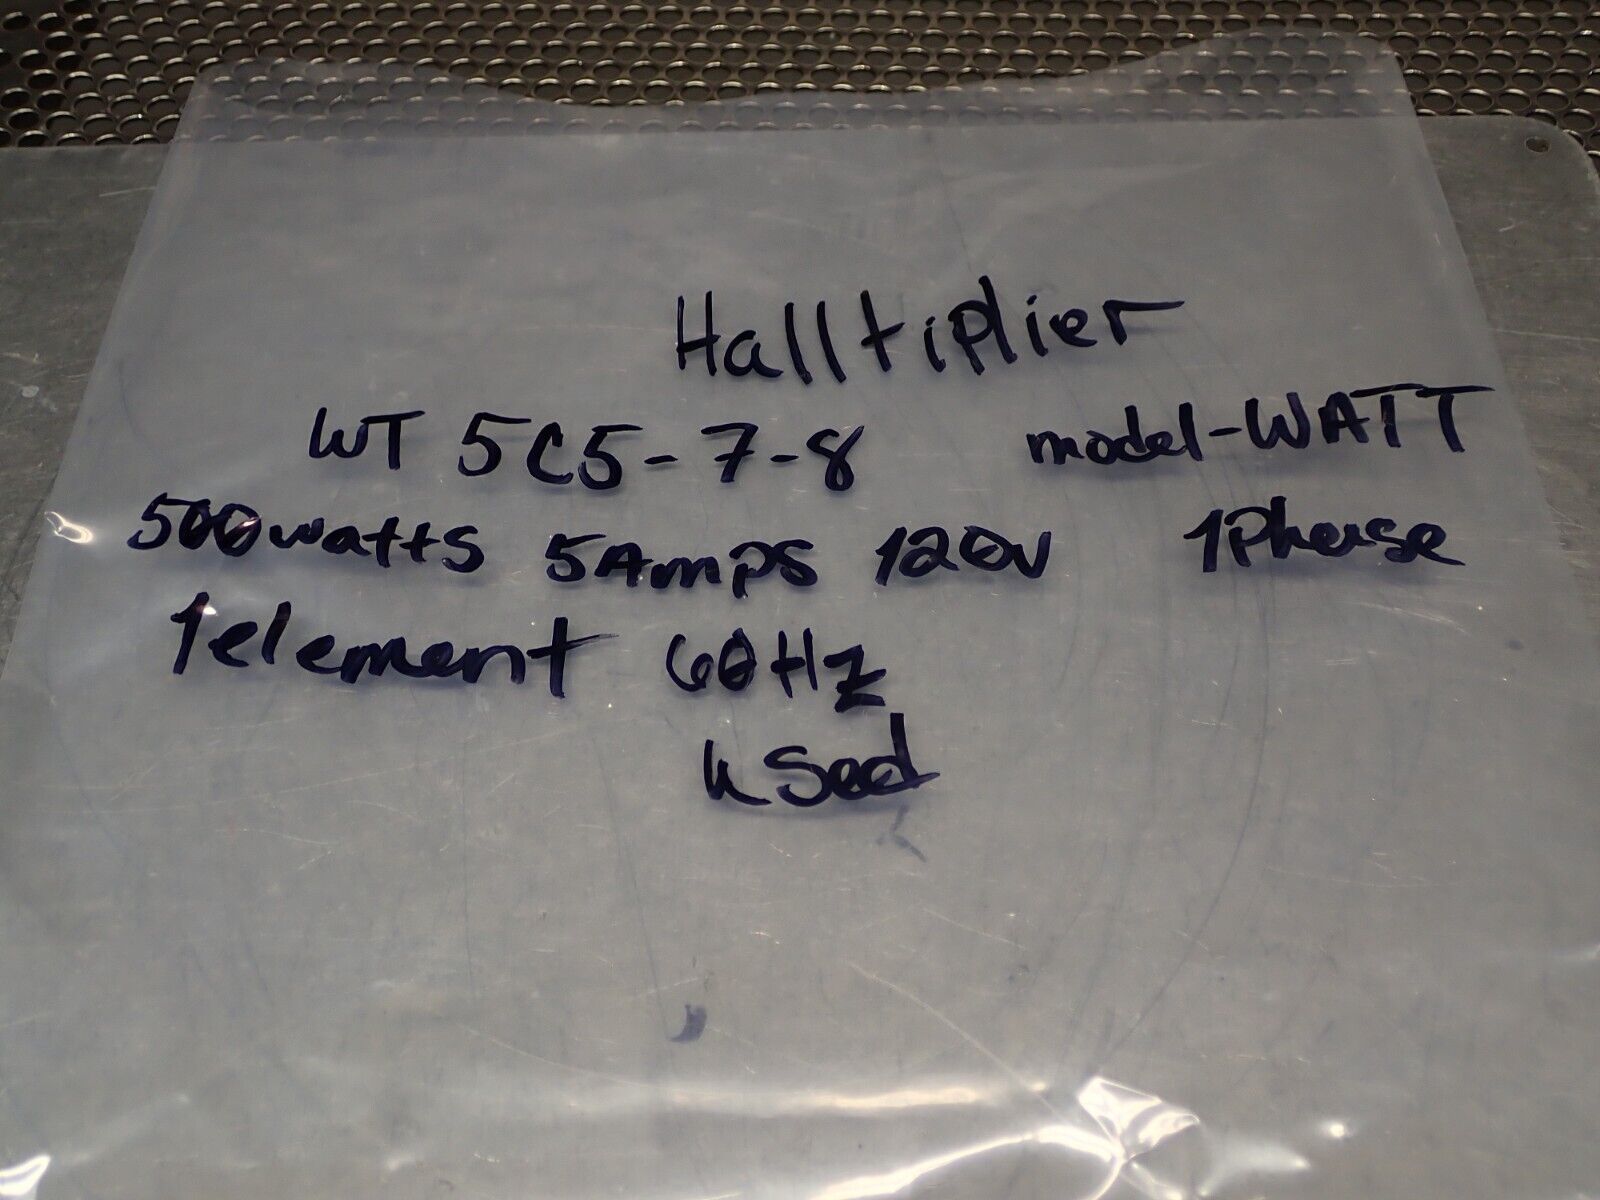 Halltiplier
WT 5C5-7-8 model-WATT
500watts 5Amps 120v 1Phase
1element 60Hz
used